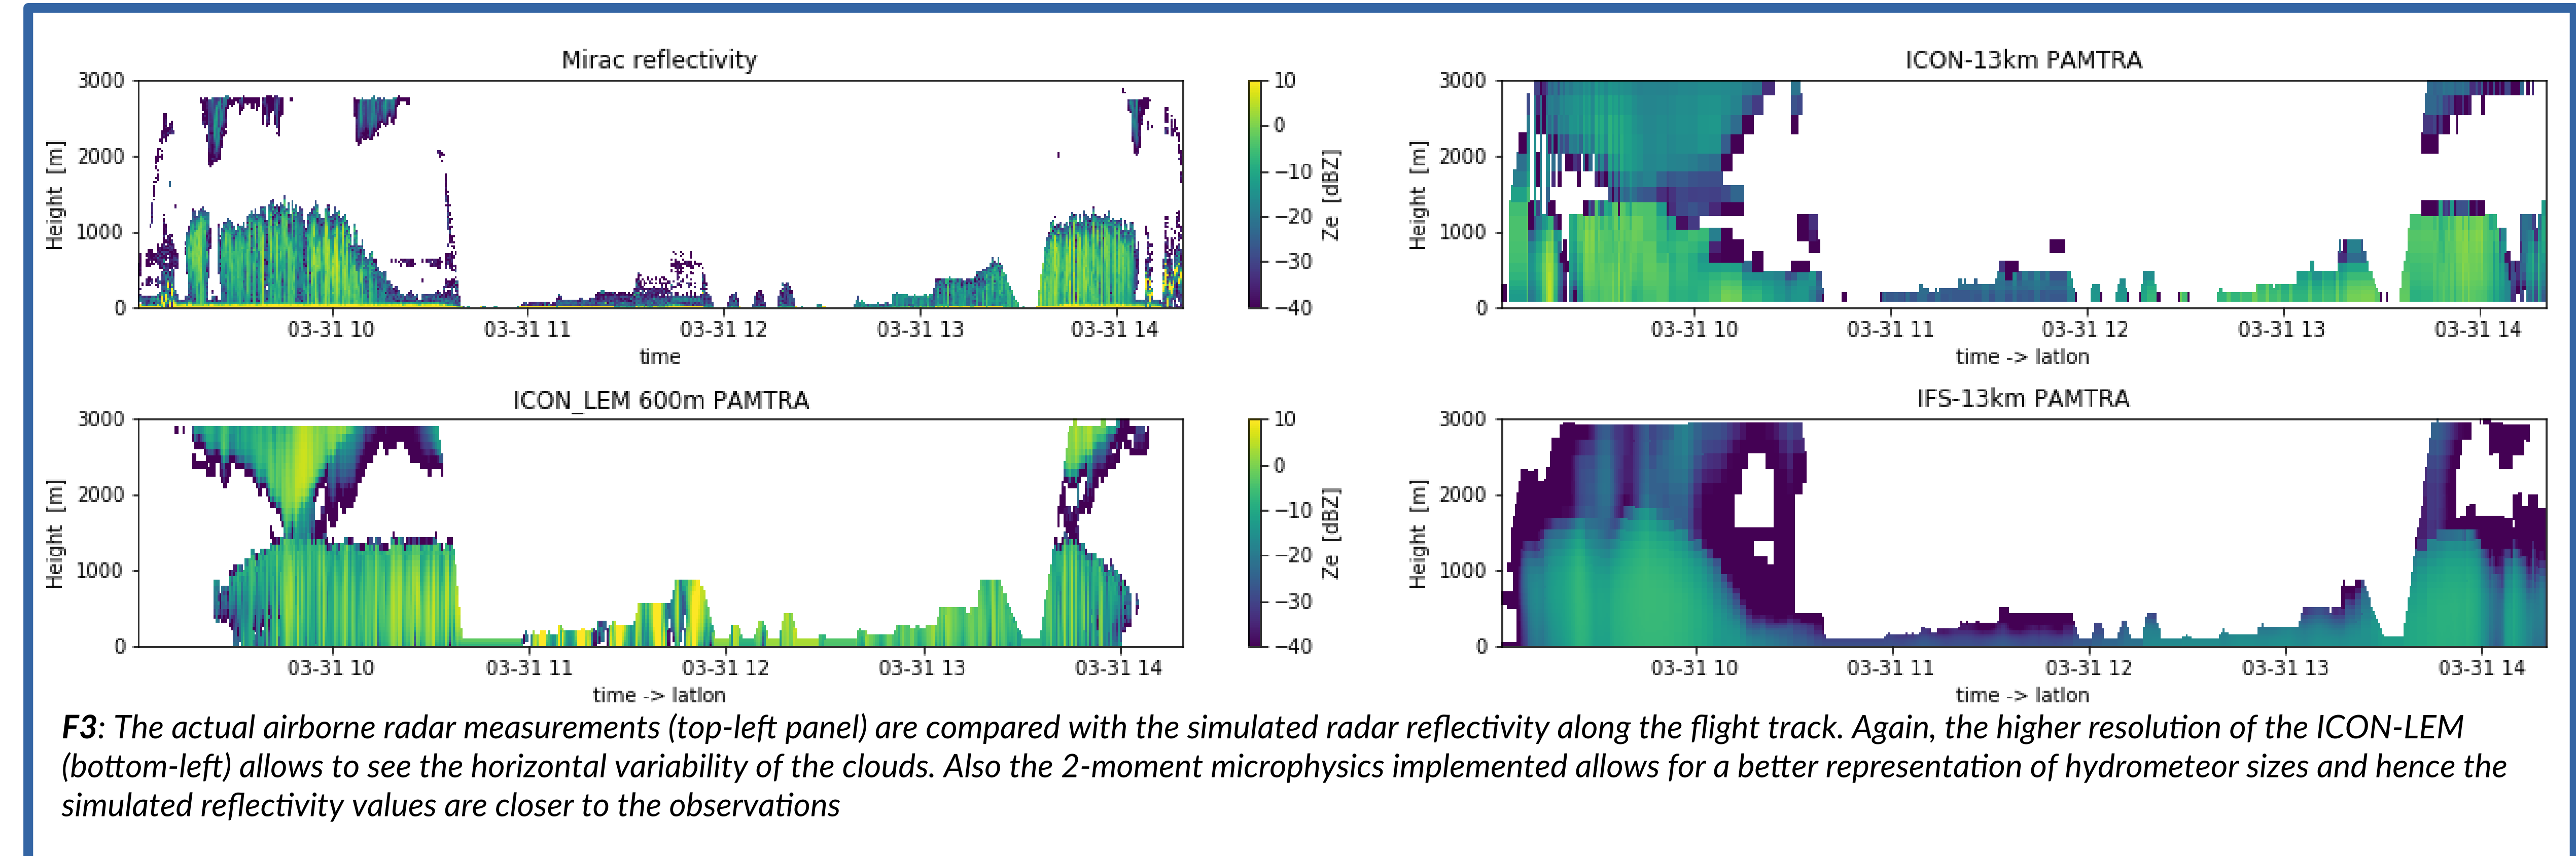 Mirac reflectivity
3000
2000
1000
0
Height [m]
03-31 10
03-31 11
03-31 12
03-31 13
03-31 14
time
10
0
−10
−20
−30
−40
Ze [dBZ]
ICON-13km PAMTRA
3000
2000
1000
0
Height [m]
03-31 10
03-31 11
03-31 12
03-31 13
03-31 14
time -> latlon
ICON_LEM 600m PAMTRA
3000
2000
1000
0
Height [m]
03-31 10
03-31 11
03-31 12
03-31 13
03-31 14
time -> latlon
10
0
−10
−20
−30
−40
Ze [dBZ]
IFS-13km PAMTRA
3000
2000
1000
0
Height [m]
03-31 10
03-31 11
03-31 12
03-31 13
03-31 14
time -> latlon
F3: The actual airborne radar measurements (top-left panel) are compared with the simulated radar reflectivity along the flight track. Again, the higher resolution of the ICON-LEM
(bottom-left) allows to see the horizontal variability of the clouds. Also the 2-moment microphysics implemented allows for a better representation of hydrometeor sizes and hence the
simulated reflectivity values are closer to the observations